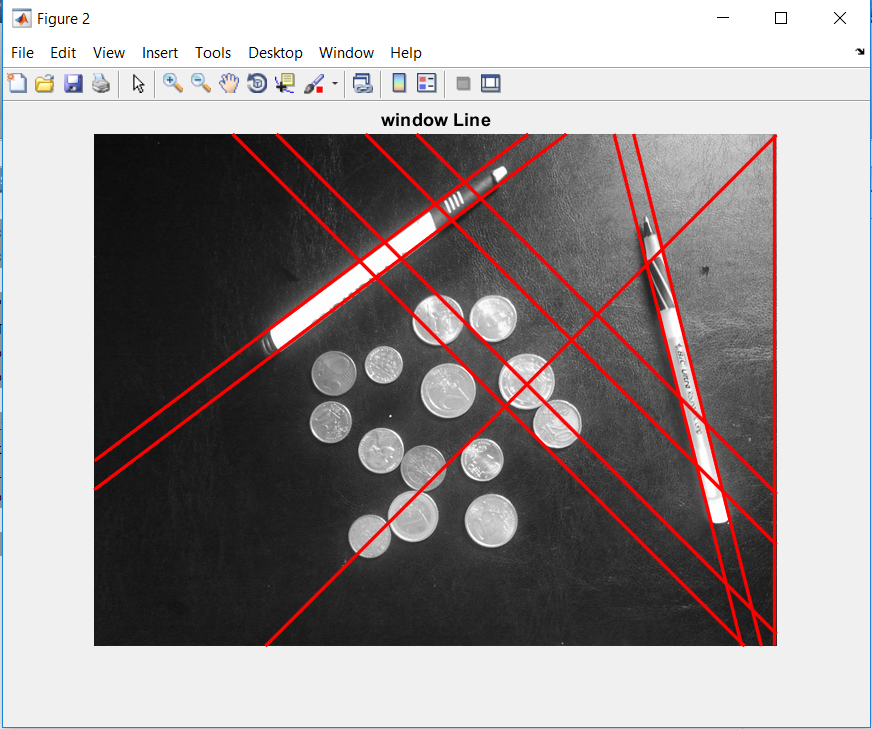 Figure 2
File Edit View Insert Tools Desktop Window Help
window Line